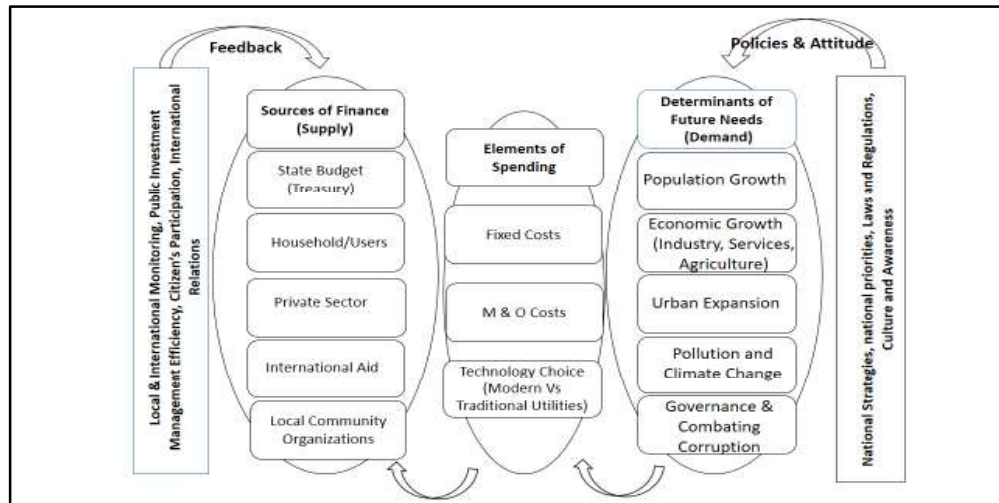 Feedback
Policies & Attitude
Local & International Monitoring, Public Investment
Management Efficiency, Citizen's Participation, International
Relations
Sources of Finance
(Supply)
State Budget
(Treasury)
Household/Users
Private Sector
International Aid
Local Community
Organizations
Elements of
Spending
Fixed Costs
M & O Costs
Technology Choice
(Modern Vs
Traditional Utilities)
Determinants of
Future Needs
(Demand)
Population Growth
Economic Growth
(Industry, Services,
Agriculture)
Urban Expansion
Pollution and
Climate Change
Governance &
Combating
Corruption
National Strategies, national priorities, Laws and Regulations,
Culture and Awareness